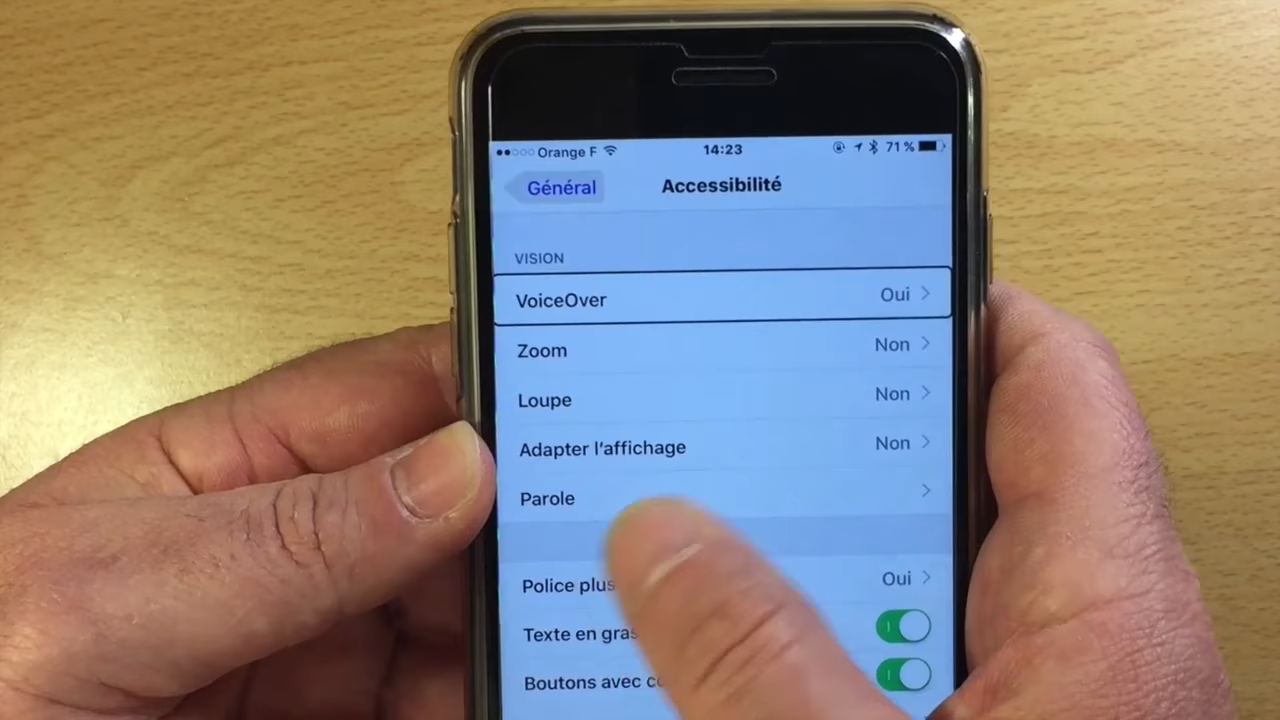 Orange F 14:23 71 %
Général Accessibilité
VISION
VoiceOver Oui
Zoom Non
Loupe Non
Adapter l'affichage Non
Parole
Police plus Oui
Texte en gras
Boutons avec